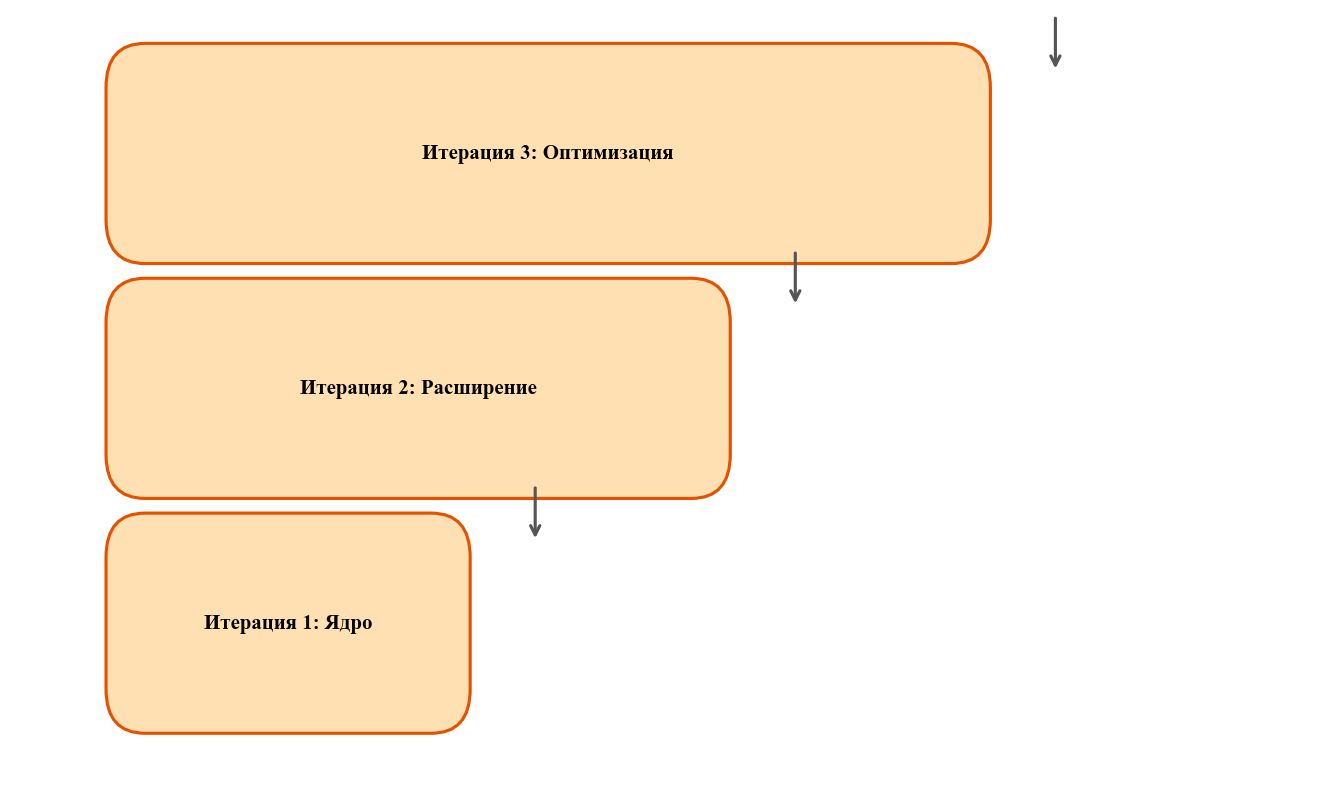 Итерация 3: Оптимизация
Итерация 2: Расширение
Итерация 1: Ядро